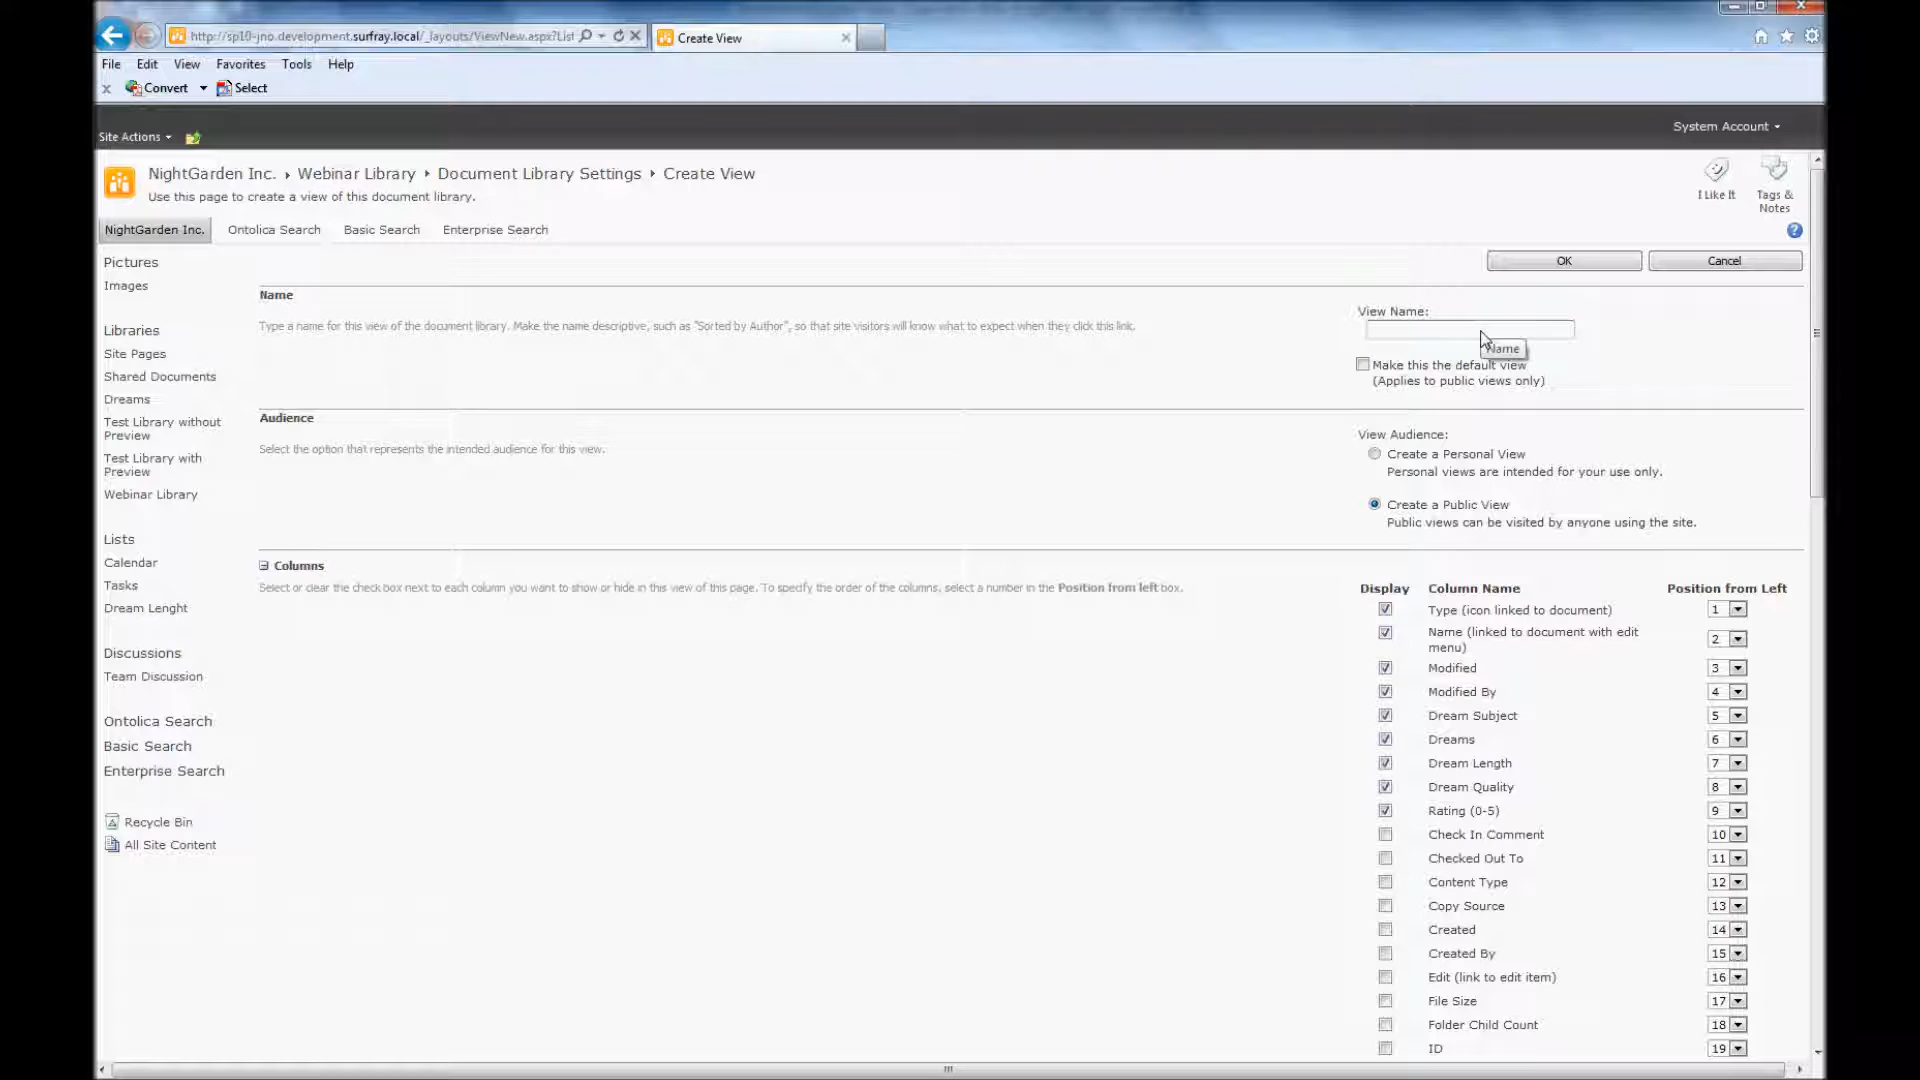 http://sp10-jno.development.surfray.local/_layouts/ViewNew.aspx?List
Create View
File Edit View Favorites Tools Help
x Convert Select
Site Actions
System Account
NightGarden Inc. Webinar Library Document Library Settings Create View
Use this page to create a view of this document library.
I Like It
Tags & Notes
NightGarden Inc. Ontolica Search Basic Search Enterprise Search
Pictures
Images
Libraries
Site Pages
Shared Documents
Dreams
Test Library without
Preview
Test Library with
Preview
Webinar Library
Lists
Calendar
Tasks
Dream Lenght
Discussions
Team Discussion
Ontolica Search
Basic Search
Enterprise Search
Recycle Bin
All Site Content
OK Cancel
Name
Type a name for this view of the document library. Make the name descriptive, such as "Sorted by Author", so that site visitors will know what to expect when they click this link.
View Name:
Name
Make this the default view
(Applies to public views only)
Audience
Select the option that represents the intended audience for this view.
View Audience:
Create a Personal View
Personal views are intended for your use only.
Create a Public View
Public views can be visited by anyone using the site.
Columns
Select or clear the check box next to each column you want to show or hide in this view of this page. To specify the order of the columns, select a number in the Position from left box.
Display Column Name Position from Left
Type (icon linked to document) 1
Name (linked to document with edit
menu) 2
Modified 3
Modified By 4
Dream Subject 5
Dreams 6
Dream Length 7
Dream Quality 8
Rating (0-5) 9
Check In Comment 10
Checked Out To 11
Content Type 12
Copy Source 13
Created 14
Created By 15
Edit (link to edit item) 16
File Size 17
Folder Child Count 18
ID 19